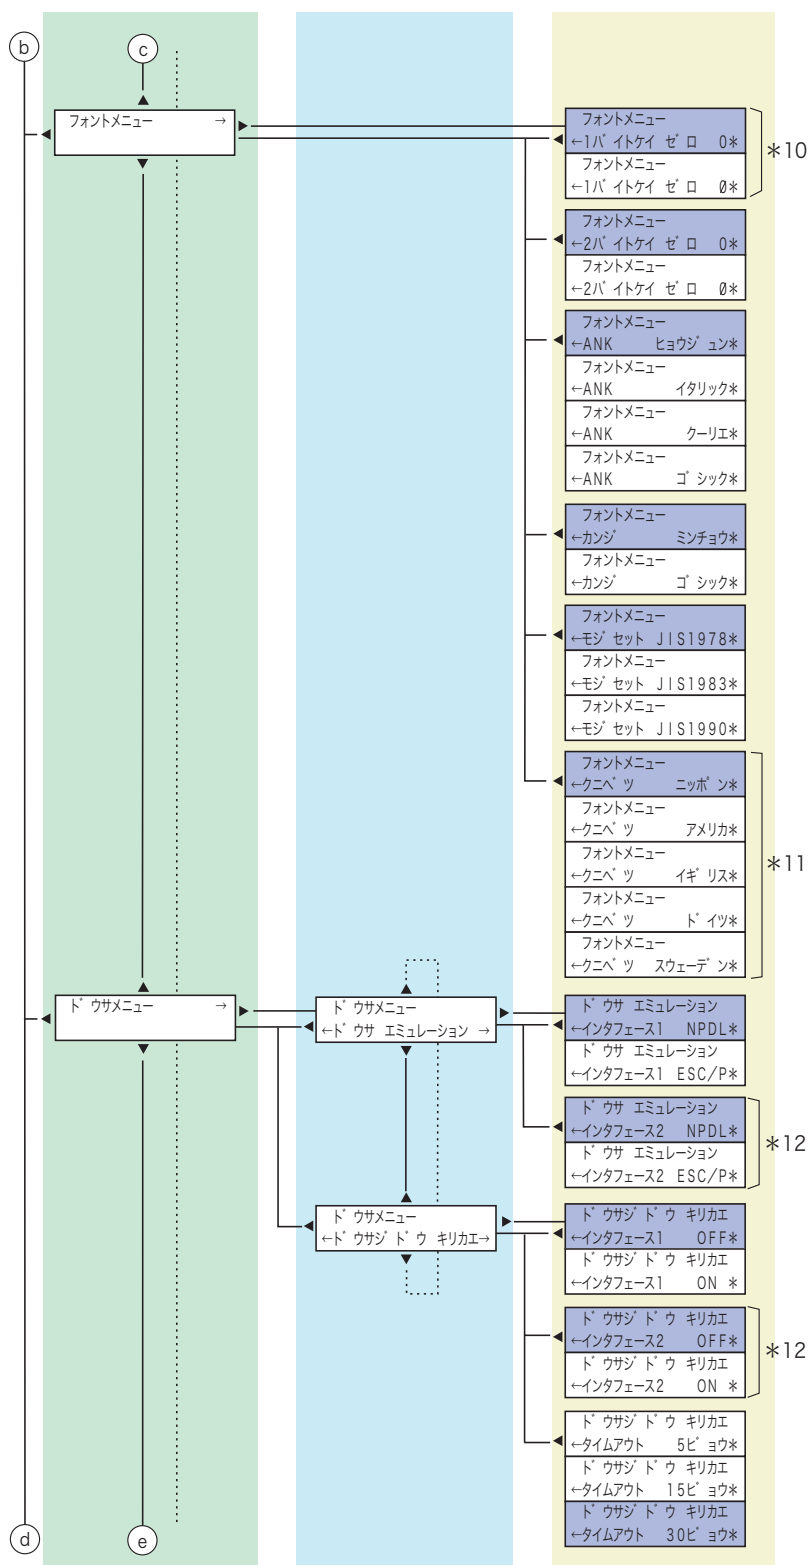 b
c
フォントメニュー →
フォントメニュー
←1バイトケイ ゼロ 0*
フォントメニュー
←1バイトケイ ゼロ Ø*
*10
フォントメニュー
←2バイトケイ ゼロ 0*
フォントメニュー
←2バイトケイ ゼロ Ø*
フォントメニュー
←ANK ヒョウジュン*
フォントメニュー
←ANK イタリック*
フォントメニュー
←ANK クーリエ*
フォントメニュー
←ANK ゴシック*
フォントメニュー
←カンジ ミンチョウ*
フォントメニュー
←カンジ ゴシック*
フォントメニュー
←モジセット JIS1978*
フォントメニュー
←モジセット JIS1983*
フォントメニュー
←モジセット JIS1990*
フォントメニュー
←クニベツ ニッポン*
フォントメニュー
←クニベツ アメリカ*
フォントメニュー
←クニベツ イギリス*
フォントメニュー
←クニベツ ドイツ*
フォントメニュー
←クニベツ スウェーデン*
*11
ドウサメニュー →
ドウサメニュー
←ドウサ エミュレーション →
ドウサ エミュレーション
←インタフェース1 NPDL*
ドウサ エミュレーション
←インタフェース1 ESC/P*
ドウサ エミュレーション
←インタフェース2 NPDL*
ドウサ エミュレーション
←インタフェース2 ESC/P*
*12
ドウサメニュー
←ドウサジドウ キリカエ→
ドウサジドウ キリカエ
←インタフェース1 OFF*
ドウサジドウ キリカエ
←インタフェース1 ON *
ドウサジドウ キリカエ
←インタフェース2 OFF*
ドウサジドウ キリカエ
←インタフェース2 ON *
*12
ドウサジドウ キリカエ
←タイムアウト 5ビョウ*
ドウサジドウ キリカエ
←タイムアウト 15ビョウ*
ドウサジドウ キリカエ
←タイムアウト 30ビョウ*
d
e